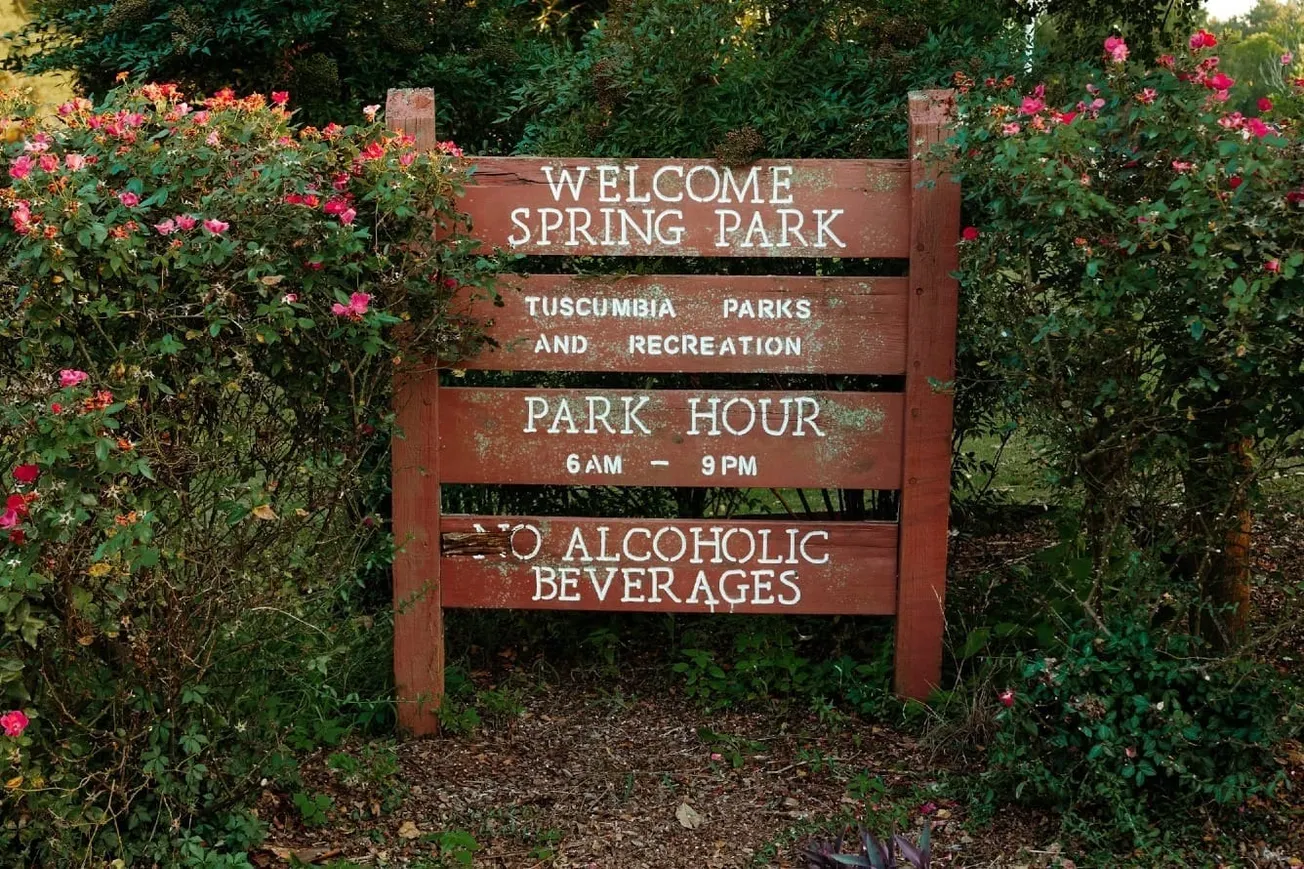 WELCOME
SPRING PARK
TUSCUMBIA PARKS
AND RECREATION
PARK HOUR
6AM – 9PM
NO ALCOHOLIC
BEVERAGES